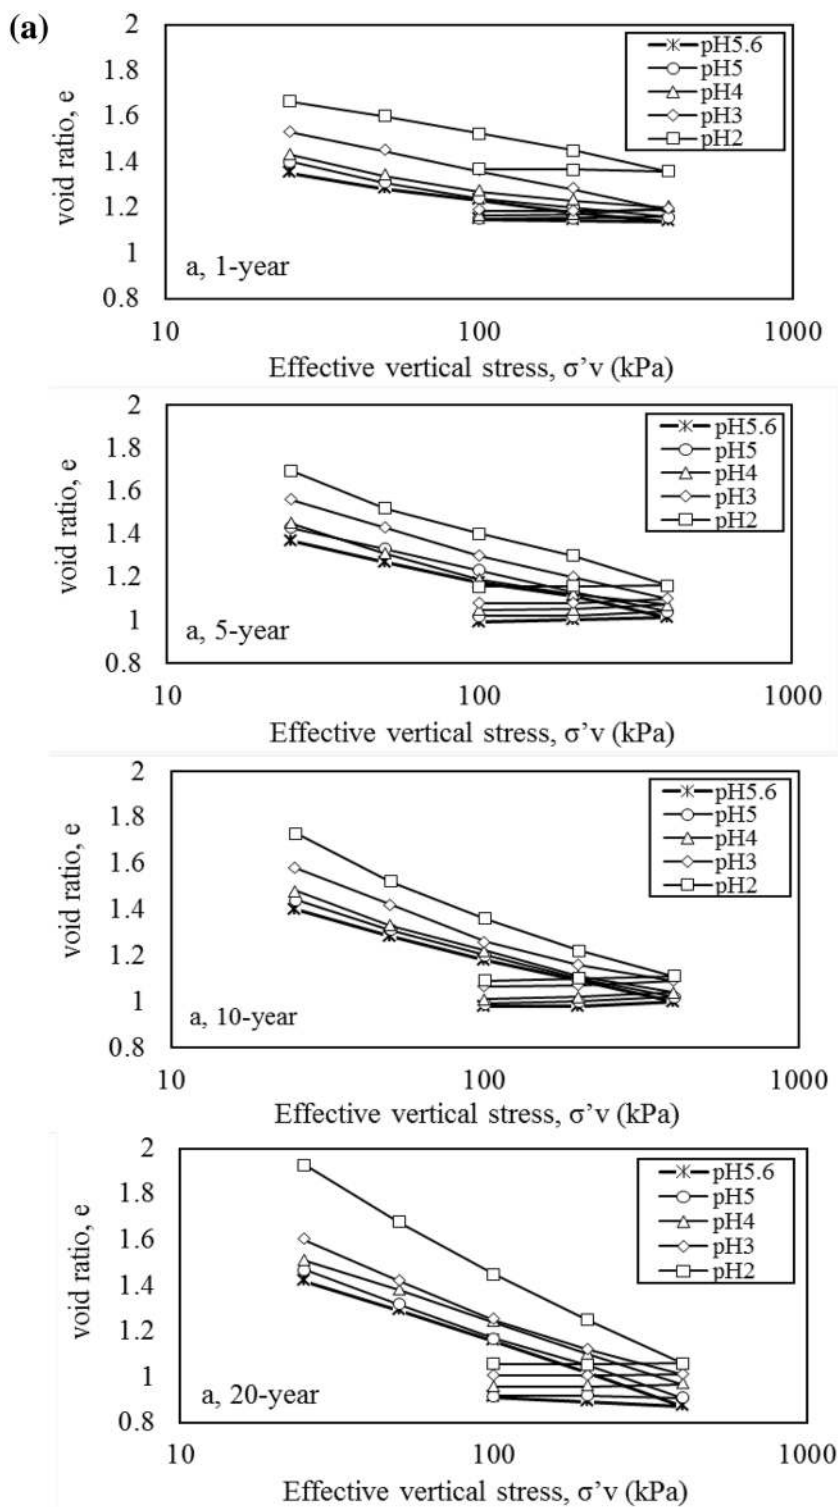 (a)
2
1.8
1.6
1.4
1.2
1
0.8
void ratio, e
pH5.6
pH5
pH4
pH3
pH2
a, 1-year
10
100
1000
Effective vertical stress, σ’v (kPa)
2
1.8
1.6
1.4
1.2
1
0.8
void ratio, e
pH5.6
pH5
pH4
pH3
pH2
a, 5-year
10
100
1000
Effective vertical stress, σ’v (kPa)
2
1.8
1.6
1.4
1.2
1
0.8
void ratio, e
pH5.6
pH5
pH4
pH3
pH2
a, 10-year
10
100
1000
Effective vertical stress, σ’v (kPa)
2
1.8
1.6
1.4
1.2
1
0.8
void ratio, e
pH5.6
pH5
pH4
pH3
pH2
a, 20-year
10
100
1000
Effective vertical stress, σ’v (kPa)